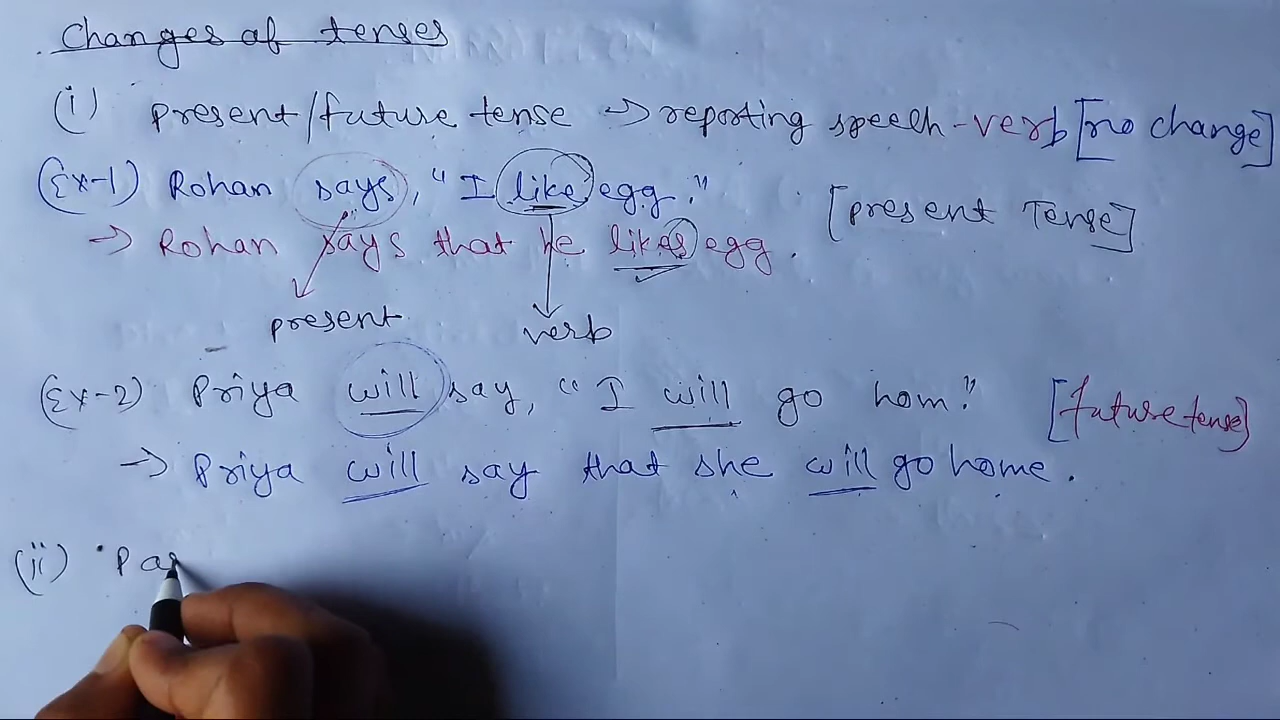 Changes of tenses
(i) Present/future tense → reporting speech-verb [no change]
(Ex-1) Rohan says, "I like egg." [present Tense]
→ Rohan says that he likes egg.
present verb
(Ex-2) Priya will say, "I will go hom." [future tense]
→ Priya will say that she will go home.
(ii) Pas